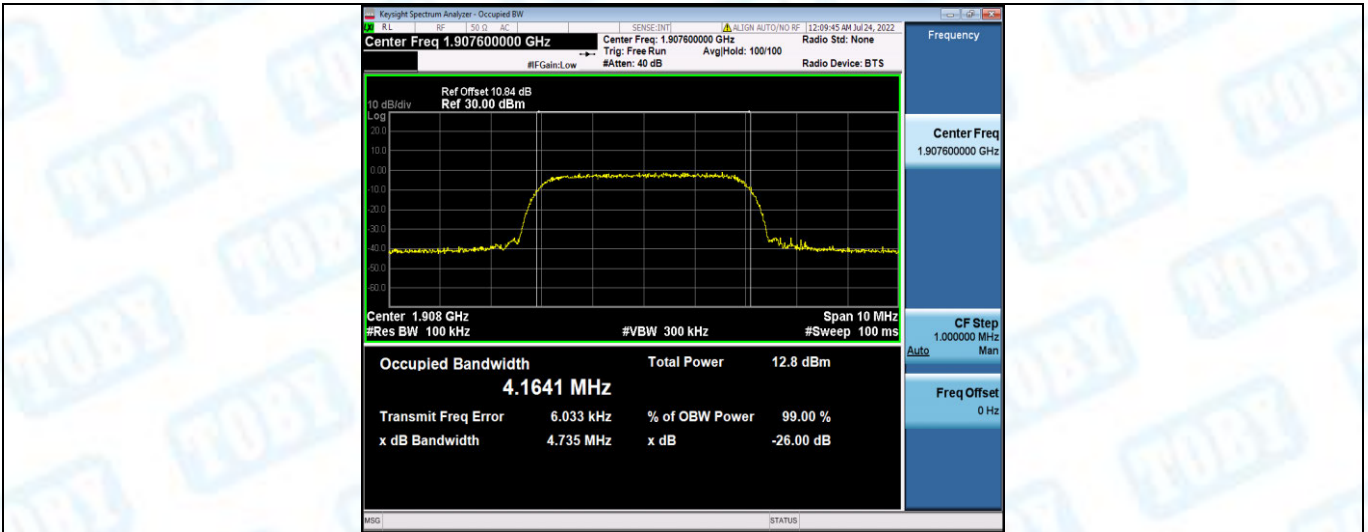 Keysight Spectrum Analyzer - Occupied BW
RL RF 50 Ω AC SENSE:INT ALIGN AUTO/NO RF 12:09:45 AM Jul 24, 2022
Center Freq 1.907600000 GHz
Center Freq: 1.907600000 GHz Radio Std: None
Trig: Free Run Avg|Hold: 100/100
#IFGain:Low #Atten: 40 dB Radio Device: BTS
Frequency
Ref Offset 10.84 dB
10 dB/div Ref 30.00 dBm
Log
20.0
10.0
0.00
-10.0
-20.0
-30.0
-40.0
-50.0
-60.0
Center 1.908 GHz Span 10 MHz
#Res BW 100 kHz #VBW 300 kHz #Sweep 100 ms
Occupied Bandwidth Total Power 12.8 dBm
4.1641 MHz
Transmit Freq Error 6.033 kHz % of OBW Power 99.00 %
x dB Bandwidth 4.735 MHz x dB -26.00 dB
Center Freq
1.907600000 GHz
CF Step
1.000000 MHz
Auto Man
Freq Offset
0 Hz
MSG STATUS
TOBY